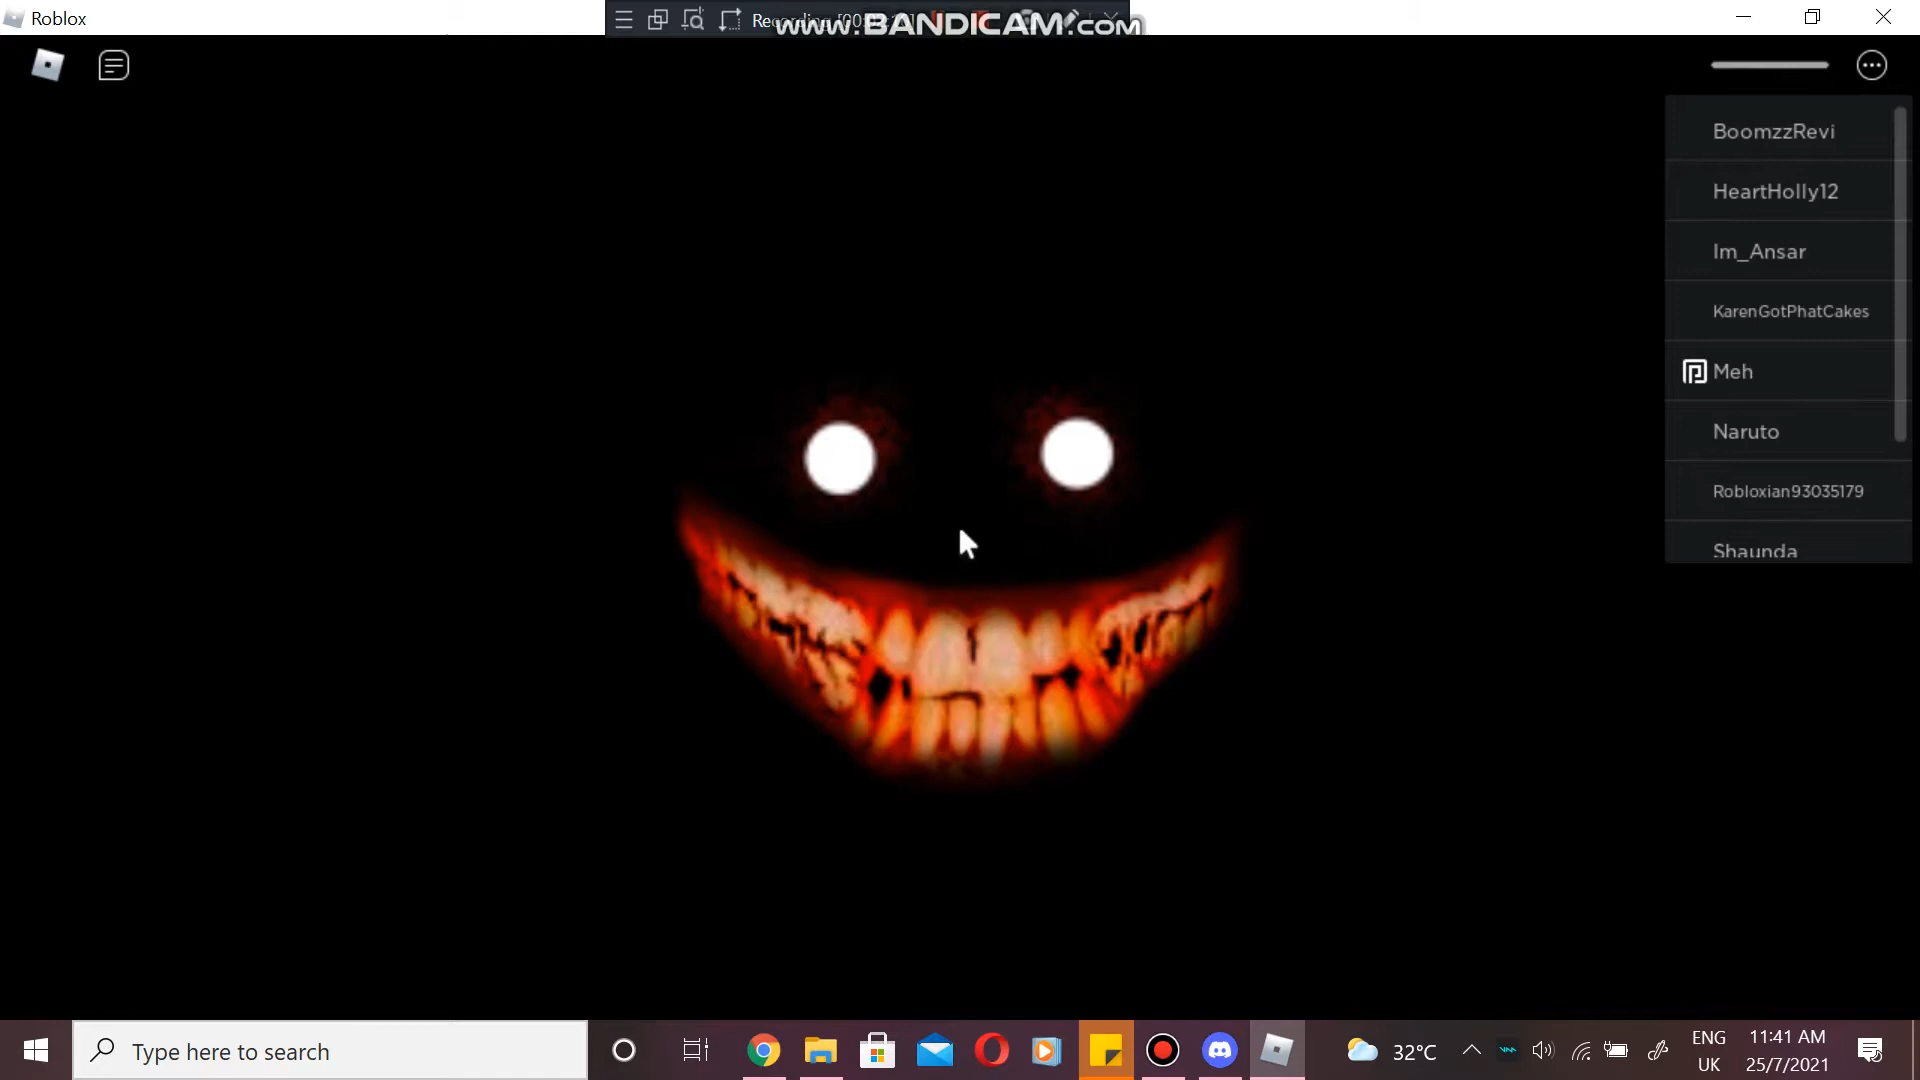 Roblox
www.BANDICAM.com
BoomzzRevi
HeartHolly12
Im_Ansar
KarenGotPhatCakes
Meh
Naruto
Robloxian93035179
Shaunda
Type here to search
32°C
ENG
UK
11:41 AM
25/7/2021